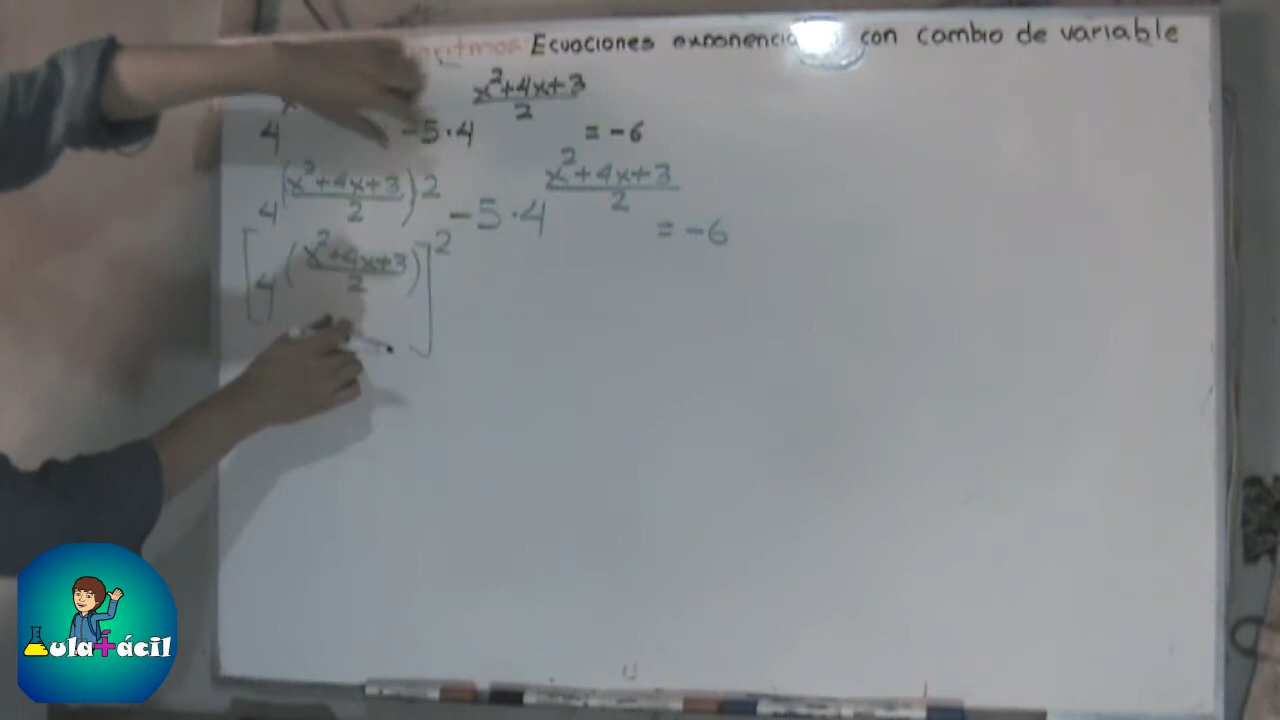 Ecuaciones exponencia con cambio de variable
4^x -5·4^((x²+4x+3)/2) = -6
4^((x²+4x+3)/2)2 -5·4^((x²+4x+3)/2) = -6
[4^((x²+4x+3)/2)]²
Aula fácil